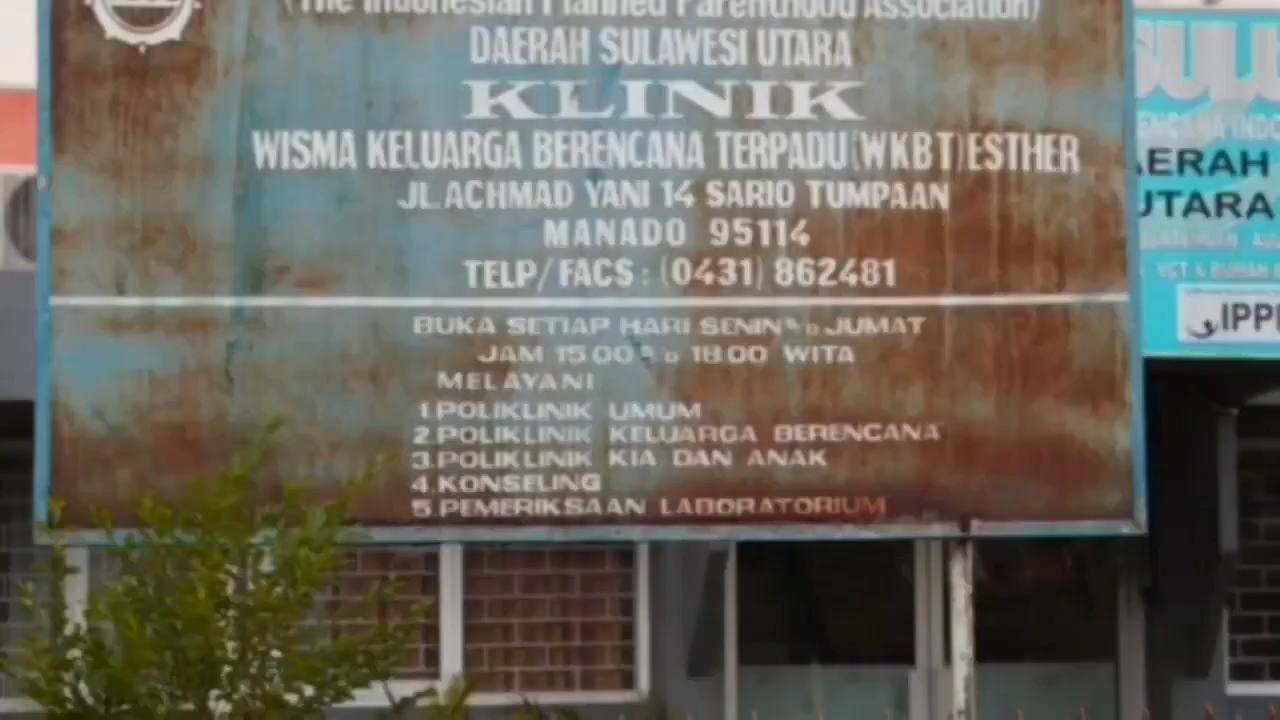 (The Indonesian Planned Parenthood Association)
DAERAH SULAWESI UTARA
KLINIK
WISMA KELUARGA BERENCANA TERPADU (WKBT) ESTHER
JL.ACHMAD YANI 14 SARIO TUMPAAN
MANADO 95114
TELP/FACS : (0431) 862481
BUKA SETIAP HARI SENIN JUMAT
JAM 15.00 18.00 WITA
MELAYANI
1.POLIKLINIK UMUM
2.POLIKLINIK KELUARGA BERENCANA
3.POLIKLINIK KIA DAN ANAK
4.KONSELING
5.PEMERIKSAAN LABORATORIUM
AERAH
UTARA
IPPI